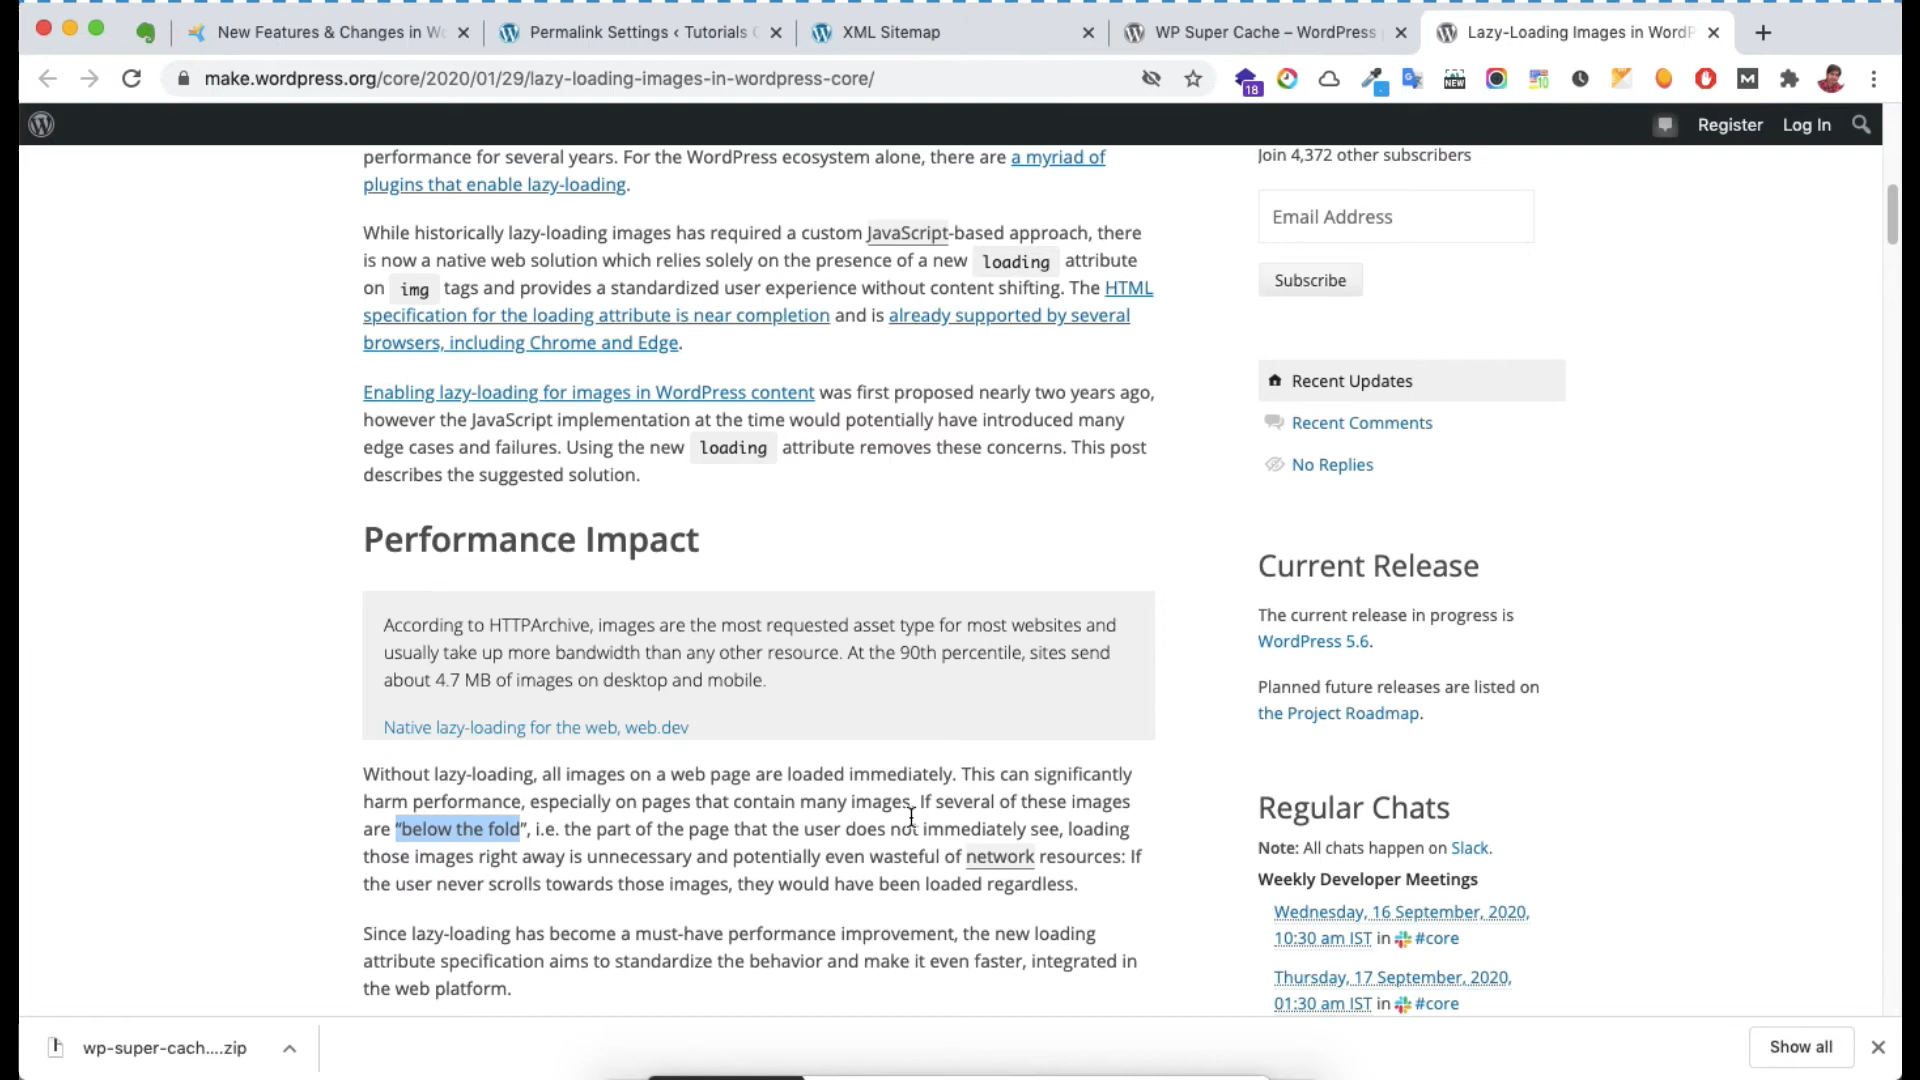 New Features & Changes in Wo
Permalink Settings ‹ Tutorials
XML Sitemap
WP Super Cache – WordPress
Lazy-Loading Images in WordP
make.wordpress.org/core/2020/01/29/lazy-loading-images-in-wordpress-core/
18
NEW
10
M
Register
Log In
performance for several years. For the WordPress ecosystem alone, there are a myriad of
plugins that enable lazy-loading.
While historically lazy-loading images has required a custom JavaScript-based approach, there
is now a native web solution which relies solely on the presence of a new loading attribute
on img tags and provides a standardized user experience without content shifting. The HTML
specification for the loading attribute is near completion and is already supported by several
browsers, including Chrome and Edge.
Enabling lazy-loading for images in WordPress content was first proposed nearly two years ago,
however the JavaScript implementation at the time would potentially have introduced many
edge cases and failures. Using the new loading attribute removes these concerns. This post
describes the suggested solution.
Performance Impact
According to HTTPArchive, images are the most requested asset type for most websites and
usually take up more bandwidth than any other resource. At the 90th percentile, sites send
about 4.7 MB of images on desktop and mobile.
Native lazy-loading for the web, web.dev
Without lazy-loading, all images on a web page are loaded immediately. This can significantly
harm performance, especially on pages that contain many images. If several of these images
are “below the fold”, i.e. the part of the page that the user does not immediately see, loading
those images right away is unnecessary and potentially even wasteful of network resources: If
the user never scrolls towards those images, they would have been loaded regardless.
Since lazy-loading has become a must-have performance improvement, the new loading
attribute specification aims to standardize the behavior and make it even faster, integrated in
the web platform.
Join 4,372 other subscribers
Email Address
Subscribe
Recent Updates
Recent Comments
No Replies
Current Release
The current release in progress is
WordPress 5.6.
Planned future releases are listed on
the Project Roadmap.
Regular Chats
Note: All chats happen on Slack.
Weekly Developer Meetings
Wednesday, 16 September, 2020,
10:30 am IST in #core
Thursday, 17 September, 2020,
01:30 am IST in #core
wp-super-cach....zip
Show all